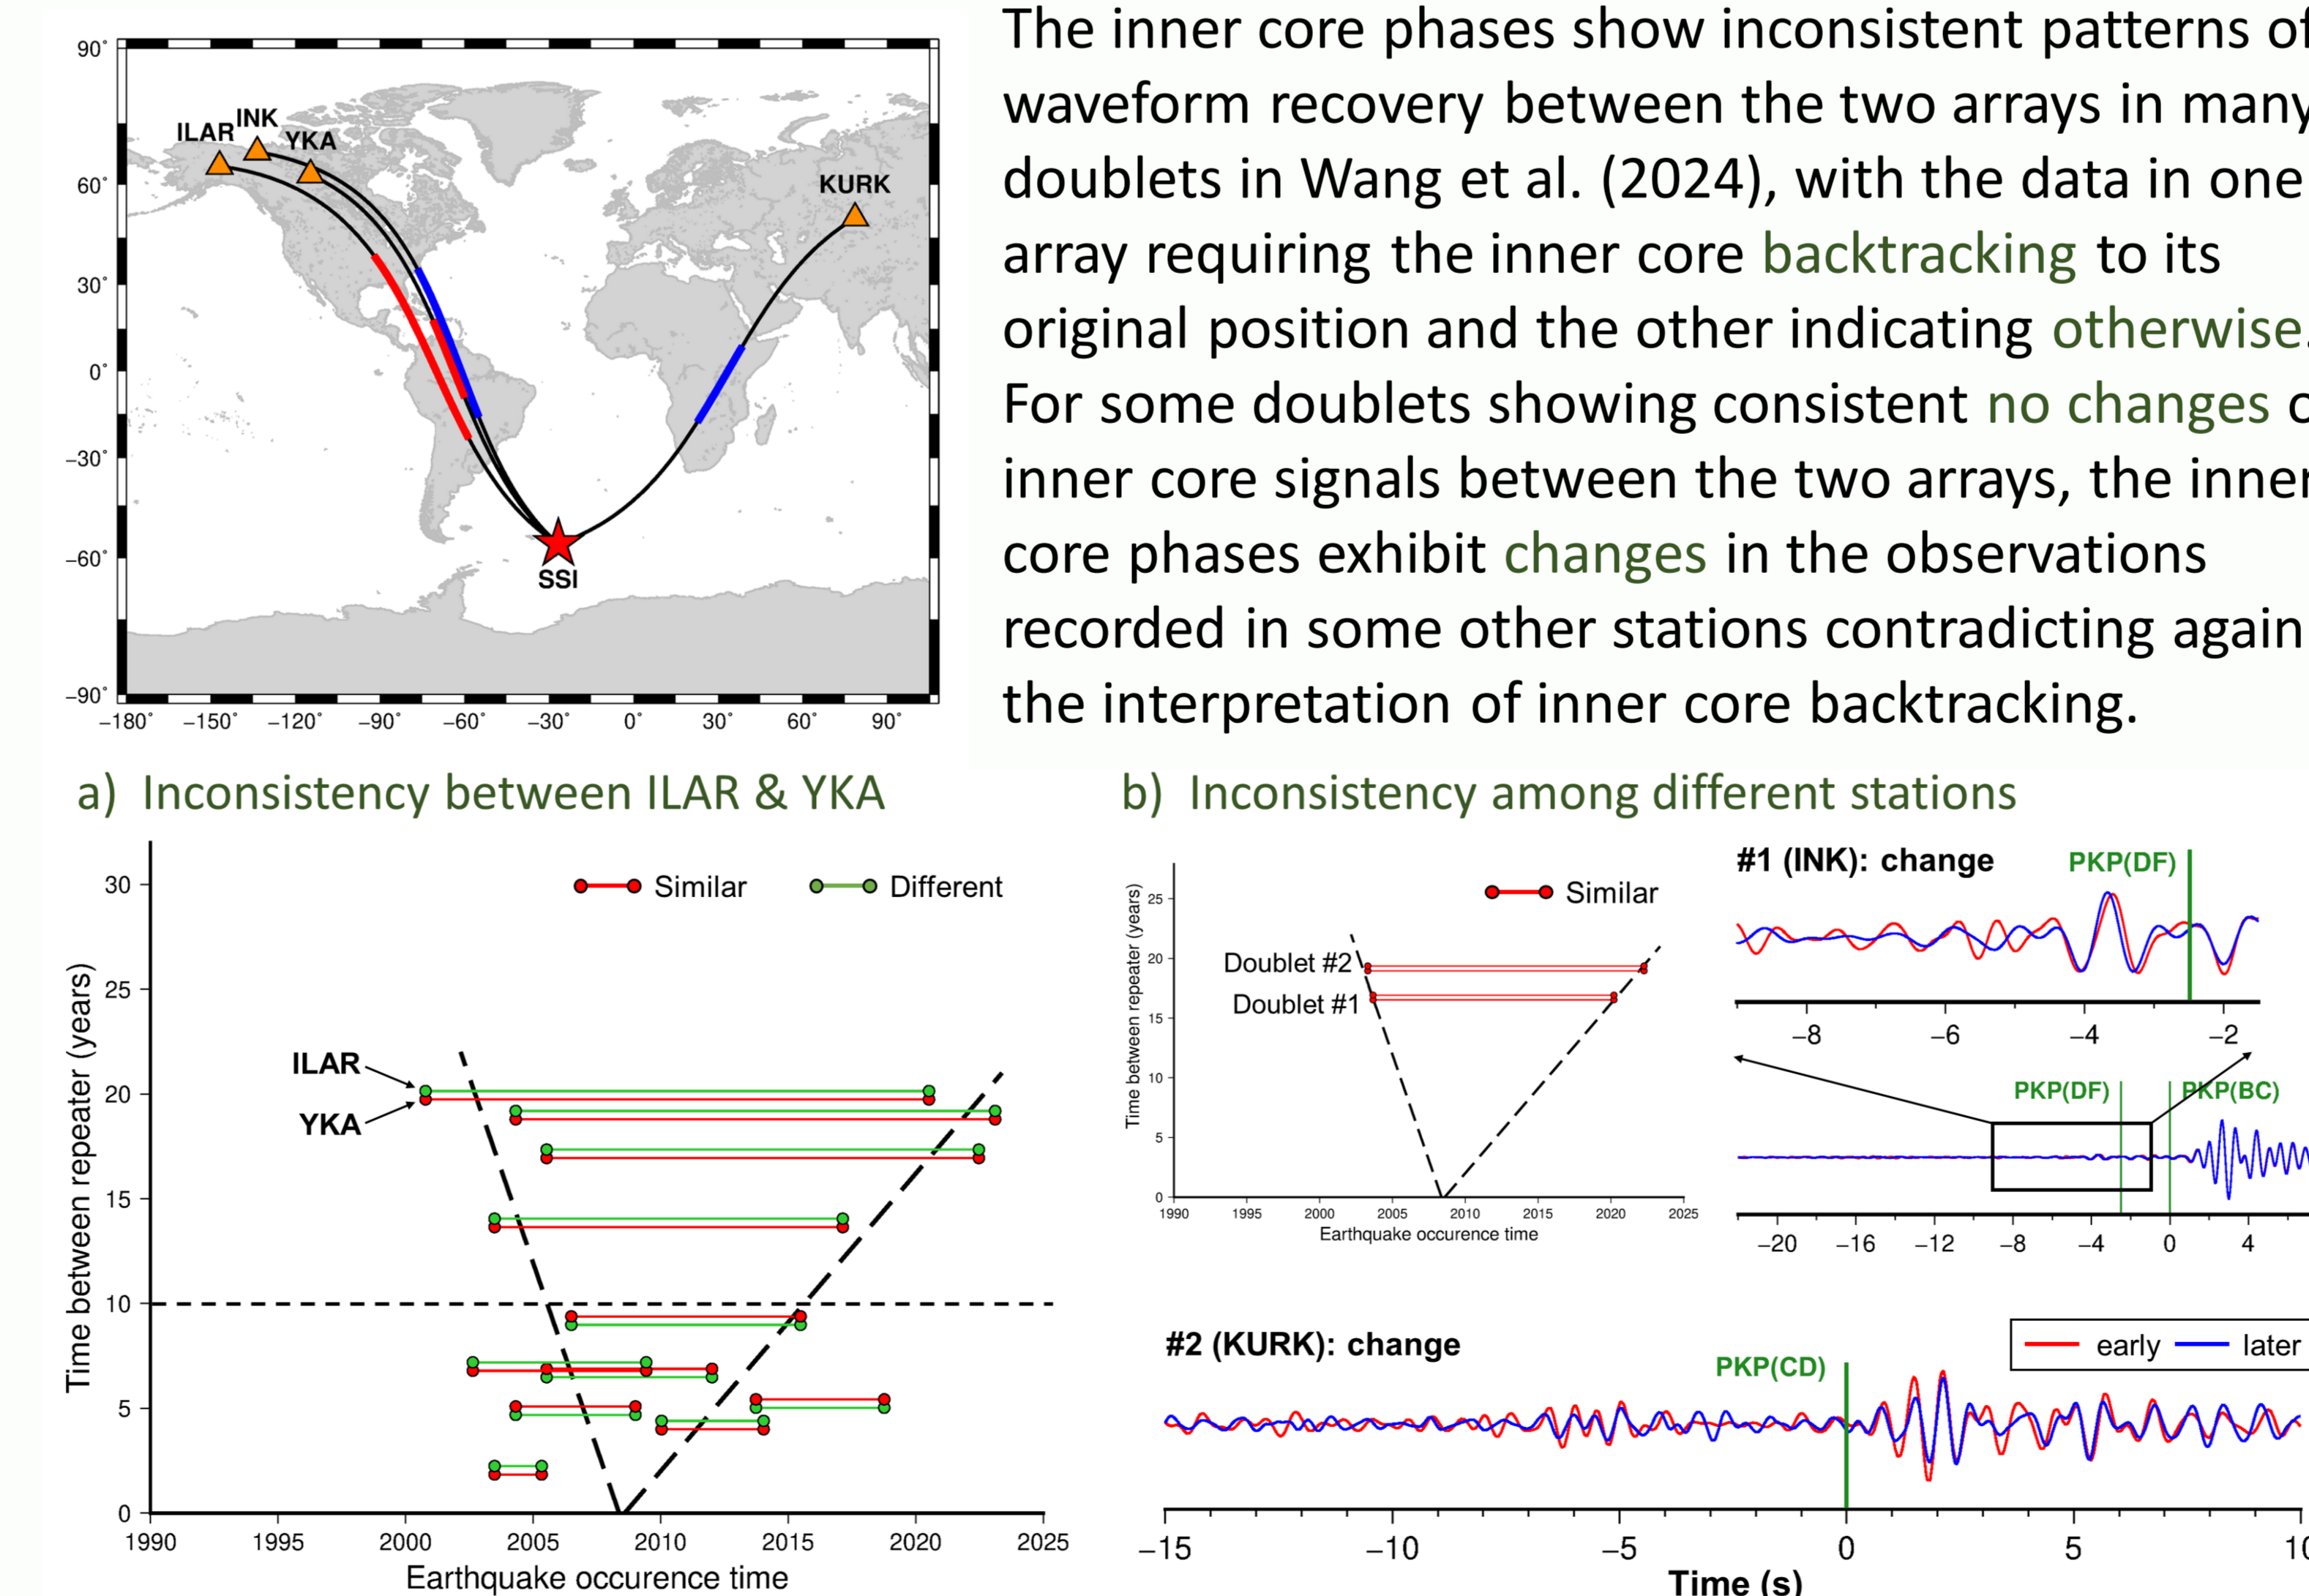 90°
60°
30°
0°
−30°
−60°
−90°
−180°
−150°
−120°
−90°
−60°
−30°
0°
30°
60°
90°
ILAR
INK
YKA
KURK
SSI
The inner core phases show inconsistent patterns of
waveform recovery between the two arrays in many
doublets in Wang et al. (2024), with the data in one
array requiring the inner core backtracking to its
original position and the other indicating otherwise.
For some doublets showing consistent no changes
inner core signals between the two arrays, the inner
core phases exhibit changes in the observations
recorded in some other stations contradicting again
the interpretation of inner core backtracking.
a) Inconsistency between ILAR & YKA
Similar
Different
ILAR
YKA
Time between repeater (years)
30
25
20
15
10
5
0
1990
1995
2000
2005
2010
2015
2020
2025
Earthquake occurence time
b) Inconsistency among different stations
Similar
Doublet #2
Doublet #1
Time between repeater (years)
25
20
15
10
5
0
1990
1995
2000
2005
2010
2015
2020
2025
Earthquake occurence time
#1 (INK): change
PKP(DF)
−8
−6
−4
−2
PKP(DF)
PKP(BC)
−20
−16
−12
−8
−4
0
4
#2 (KURK): change
early
later
PKP(CD)
−15
−10
−5
0
5
10
Time (s)